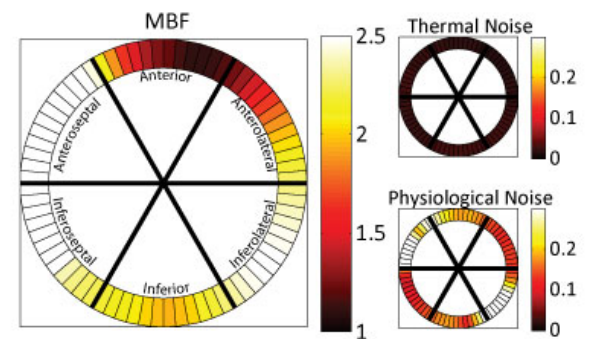 MBF
Anterior
Anteroseptal
Anterolateral
Inferoseptal
Inferolateral
Inferior
2.5
2
1.5
1
Thermal Noise
0.2
0.1
0
Physiological Noise
0.2
0.1
0